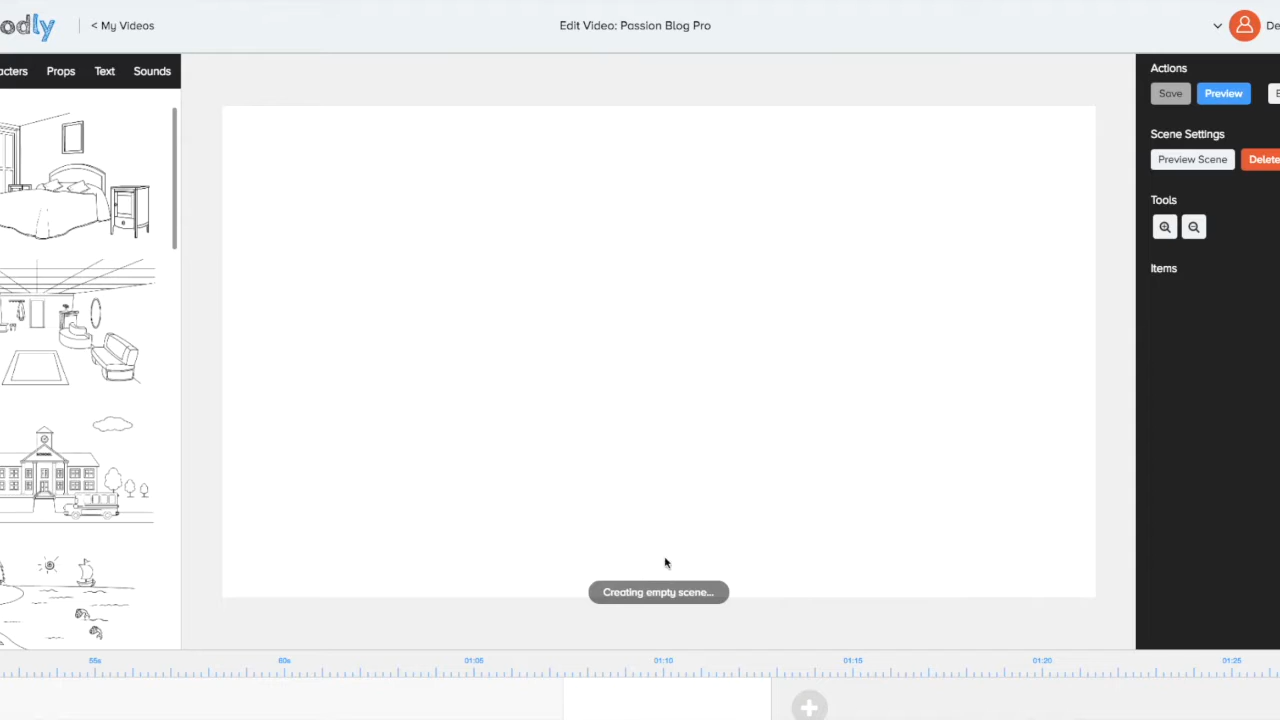 odly
< My Videos
Edit Video: Passion Blog Pro
De
acters
Props
Text
Sounds
SCHOOL
Creating empty scene...
Actions
Save
Preview
E
Scene Settings
Preview Scene
Delete
Tools
Items
55s
60s
01:05
01:10
01:15
01:20
01:25